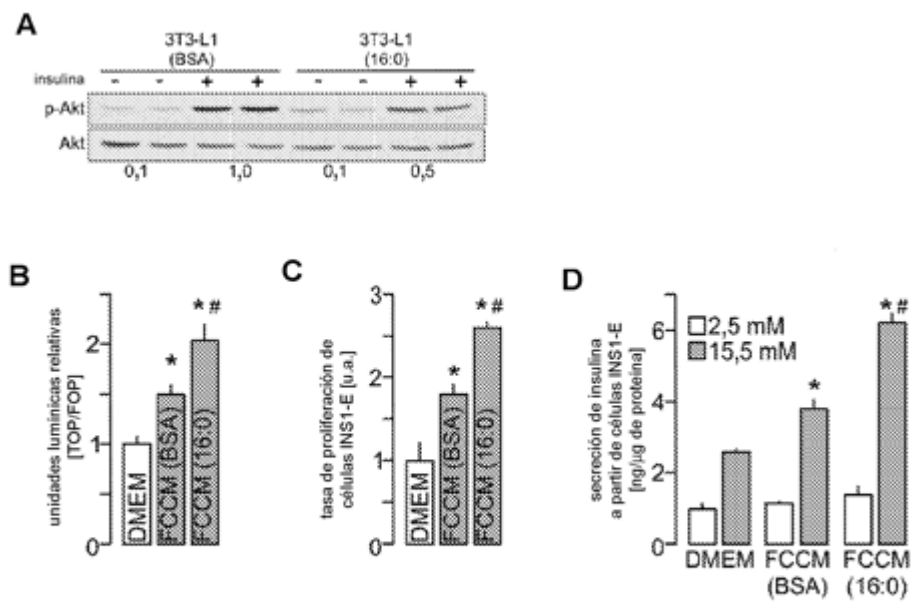 A
3T3-L1 3T3-L1
(BSA) (16:0)
insulina - - + + - - + +
p-Akt
Akt
0,1 1,0 0,1 0,5
B
unidades lumínicas relativas
[TOP/FOP]
2
1
0
* * #
DMEM FCCM (BSA) FCCM (16:0)
C
tasa de proliferación de
células INS1-E [u.a.]
3
2
1
0
* * #
DMEM FCCM (BSA) FCCM (16:0)
D
secreción de insulina
a partir de células INS1-E
[ng/µg de proteína]
6
4
2
0
2,5 mM
15,5 mM
* * #
DMEM FCCM FCCM
(BSA) (16:0)